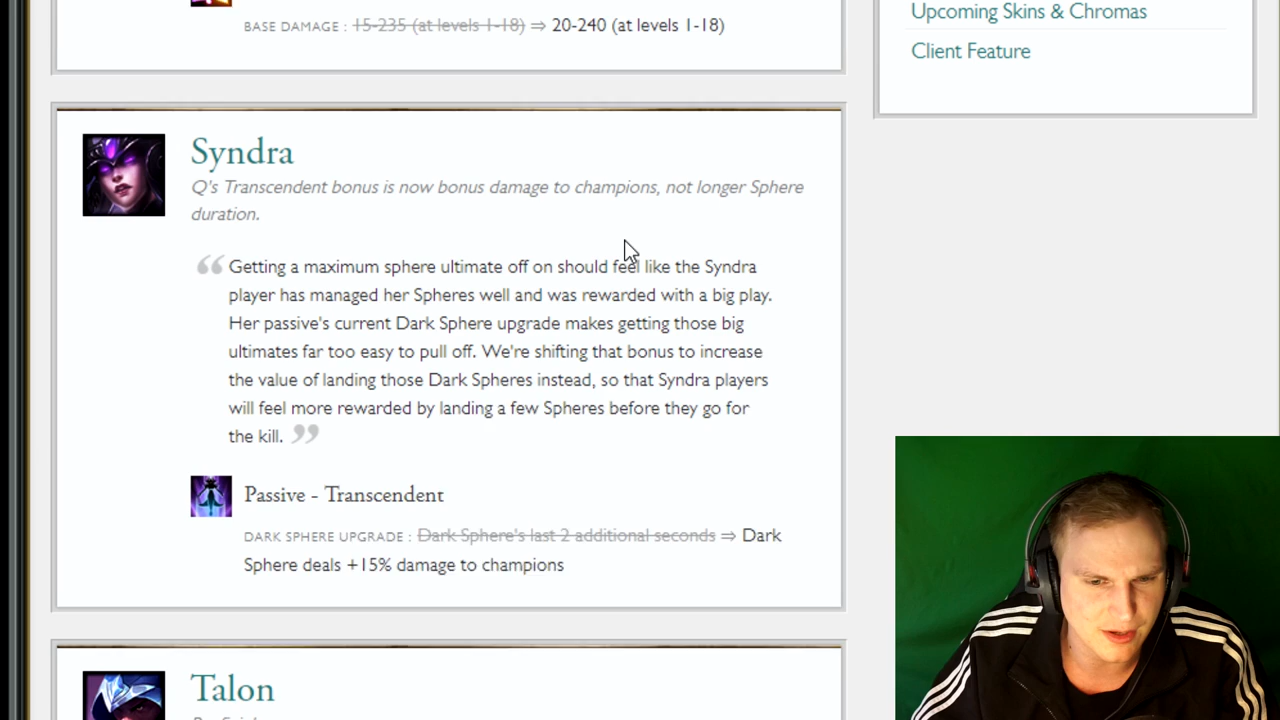 BASE DAMAGE : 15-235 (at levels 1-18) ⇒ 20-240 (at levels 1-18)
Upcoming Skins & Chromas
Client Feature
Syndra
Q's Transcendent bonus is now bonus damage to champions, not longer Sphere
duration.
“ Getting a maximum sphere ultimate off on should feel like the Syndra
player has managed her Spheres well and was rewarded with a big play.
Her passive's current Dark Sphere upgrade makes getting those big
ultimates far too easy to pull off. We're shifting that bonus to increase
the value of landing those Dark Spheres instead, so that Syndra players
will feel more rewarded by landing a few Spheres before they go for
the kill. ”
Passive - Transcendent
DARK SPHERE UPGRADE : Dark Sphere's last 2 additional seconds ⇒ Dark
Sphere deals +15% damage to champions
Talon